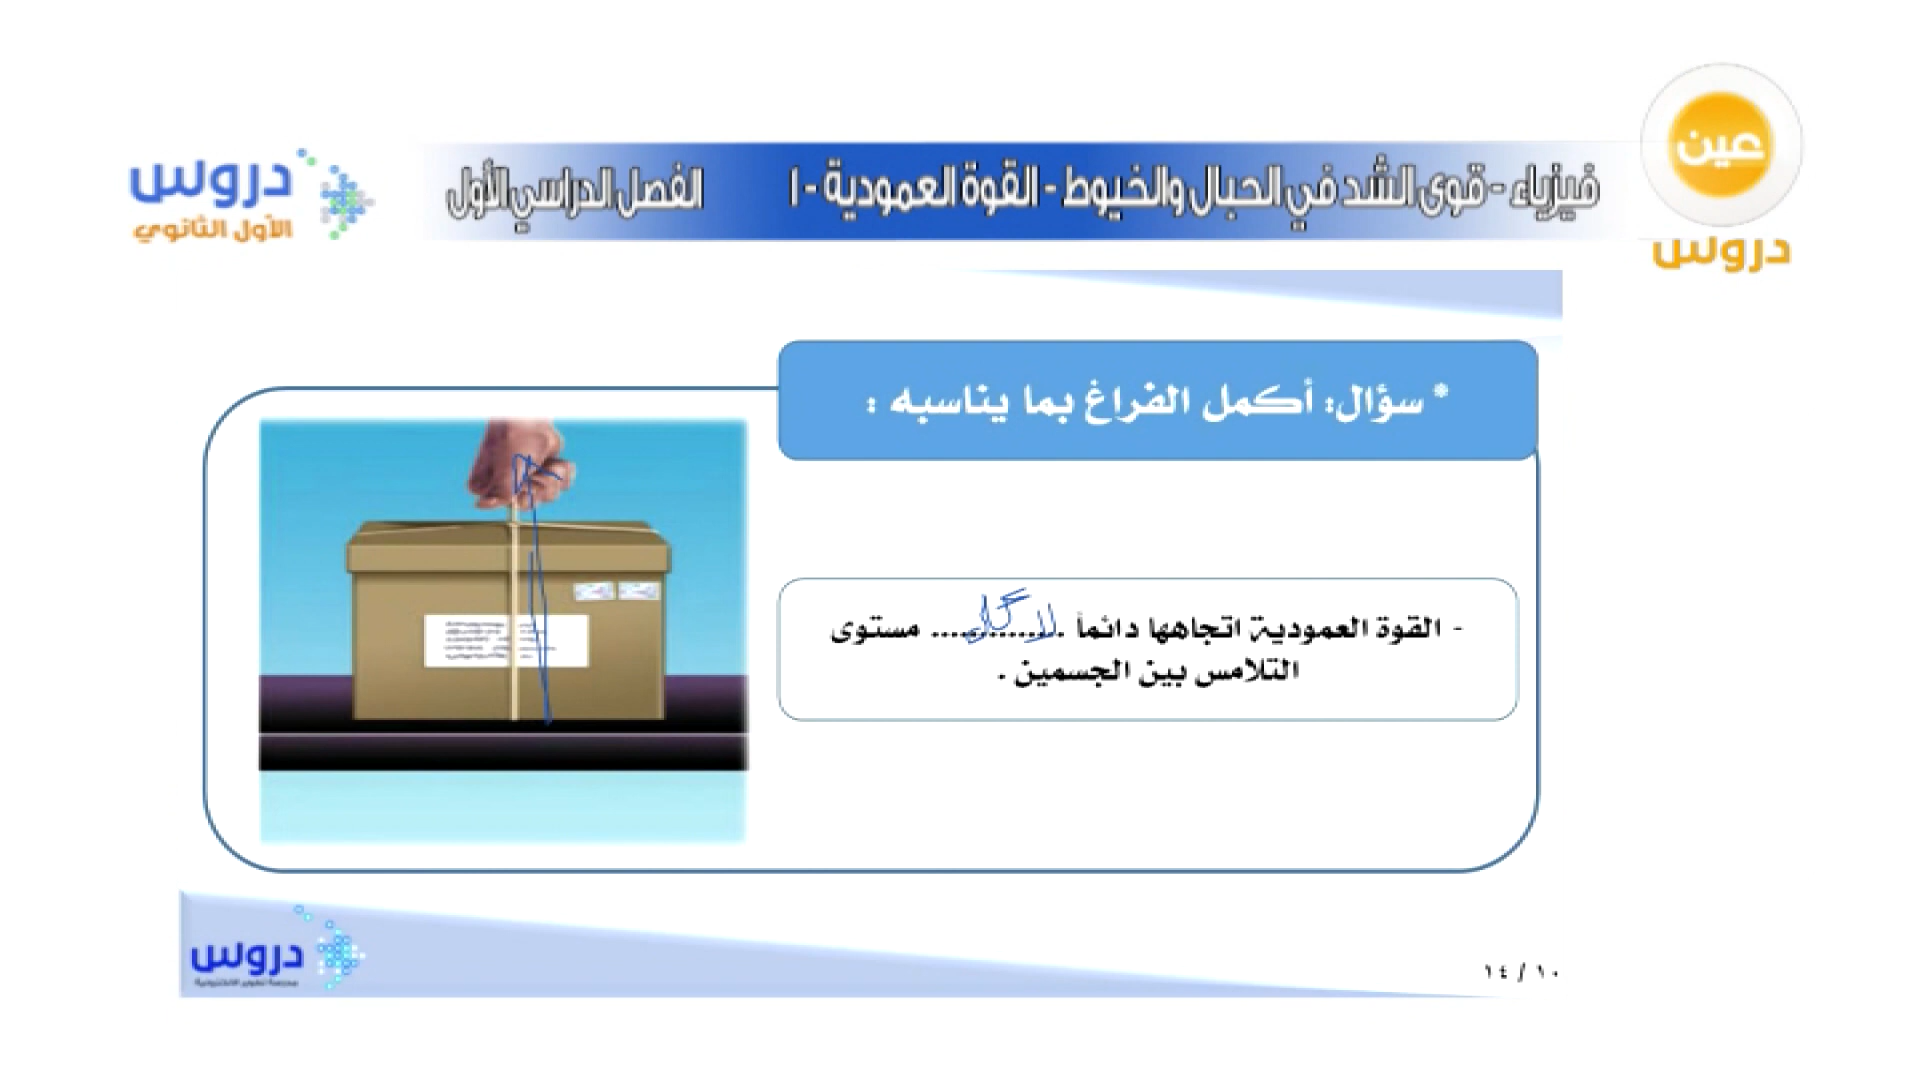 عين
دروس
فيزياء - قوى الشد في الحبال والخيوط - القوة العمودية - ١
الفصل الدراسي الأول
دروس
الأول الثانوي
* سؤال: أكمل الفراغ بما يناسبه :
- القوة العمودية اتجاهها دائماً .............. مستوى
التلامس بين الجسمين .
دروس
١٤ / ١٠